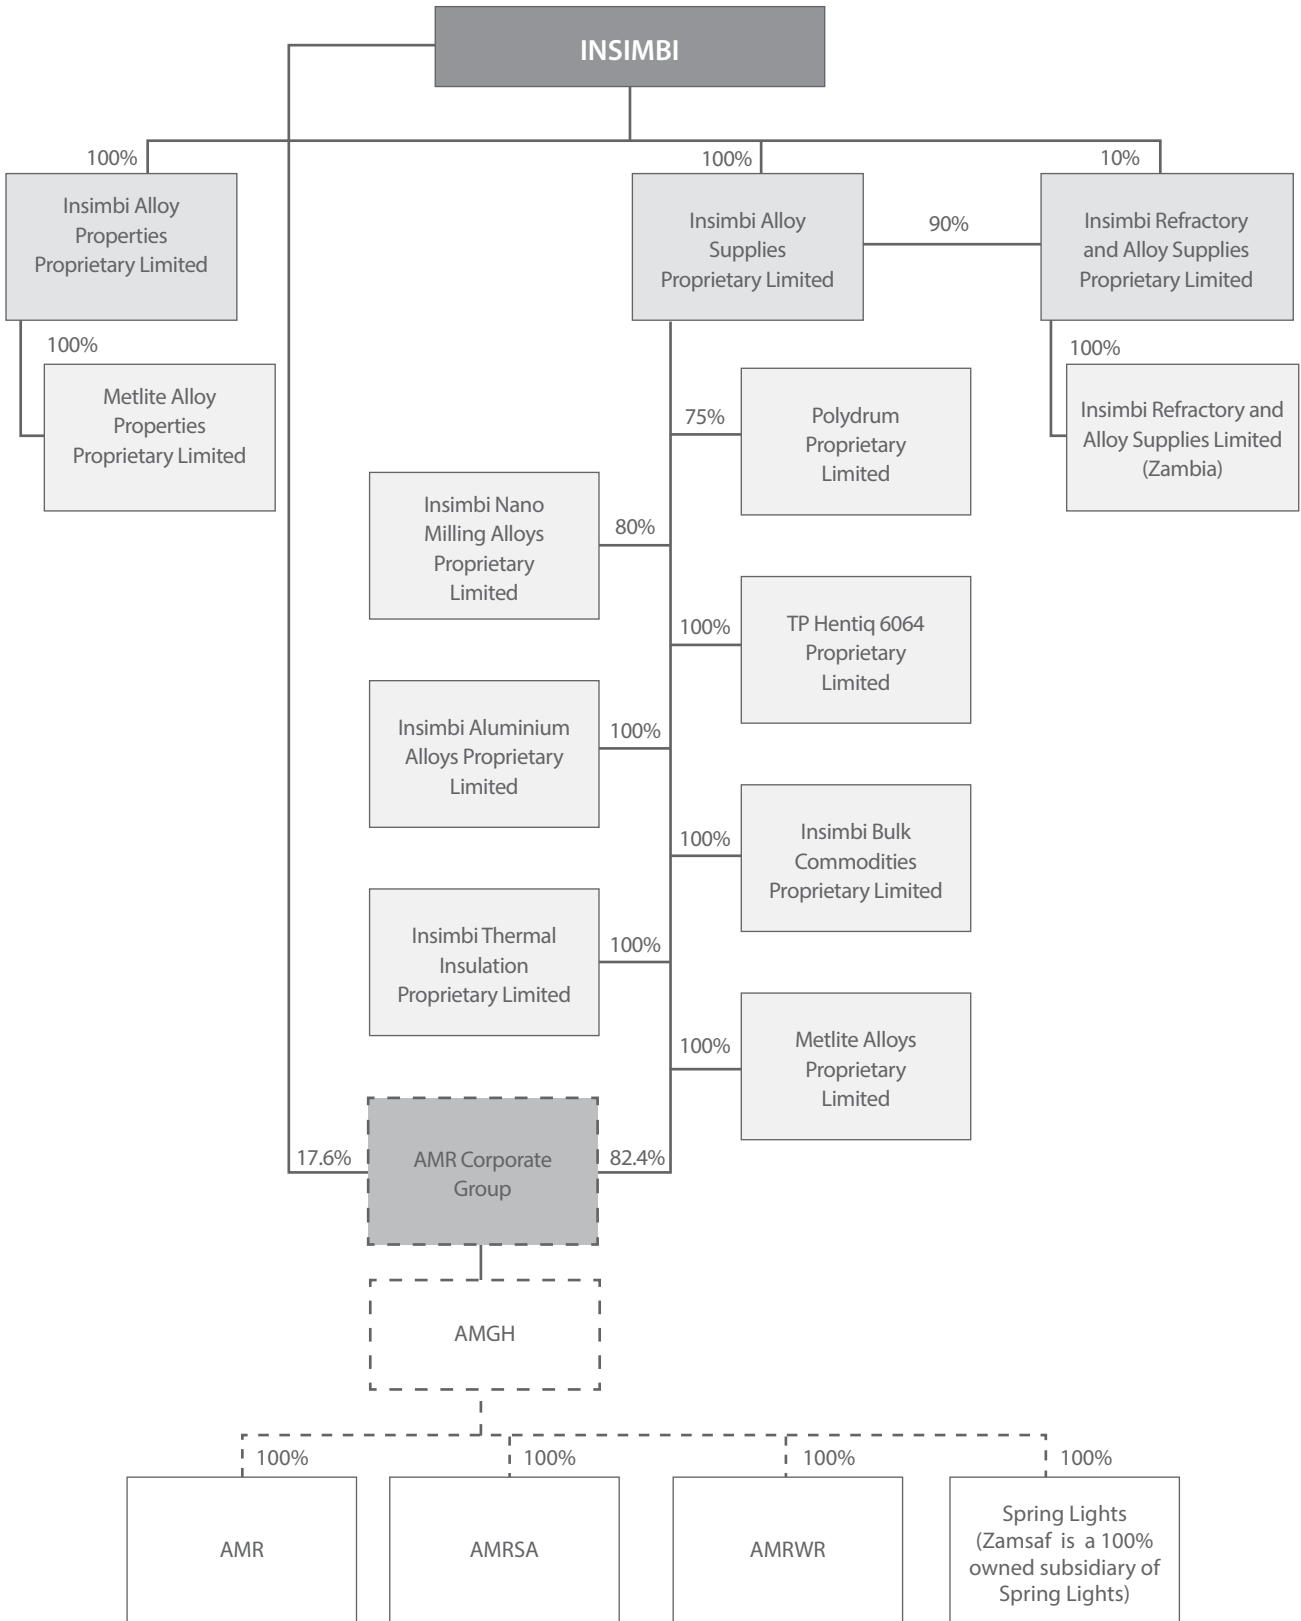 INSIMBI
100%
100%
10%
Insimbi Alloy
Properties
Proprietary Limited
Insimbi Alloy
Supplies
Proprietary Limited
90%
Insimbi Refractory
and Alloy Supplies
Proprietary Limited
100%
Metlite Alloy
Properties
Proprietary Limited
100%
Insimbi Refractory and
Alloy Supplies Limited
(Zambia)
75%
Polydrum
Proprietary
Limited
Insimbi Nano
Milling Alloys
Proprietary
Limited
80%
100%
TP Hentiq 6064
Proprietary
Limited
Insimbi Aluminium
Alloys Proprietary
Limited
100%
100%
Insimbi Bulk
Commodities
Proprietary Limited
Insimbi Thermal
Insulation
Proprietary Limited
100%
100%
Metlite Alloys
Proprietary
Limited
17.6%
AMR Corporate
Group
82.4%
AMGH
100%
100%
100%
100%
AMR
AMRSA
AMRWR
Spring Lights
(Zamsaf is a 100%
owned subsidiary of
Spring Lights)